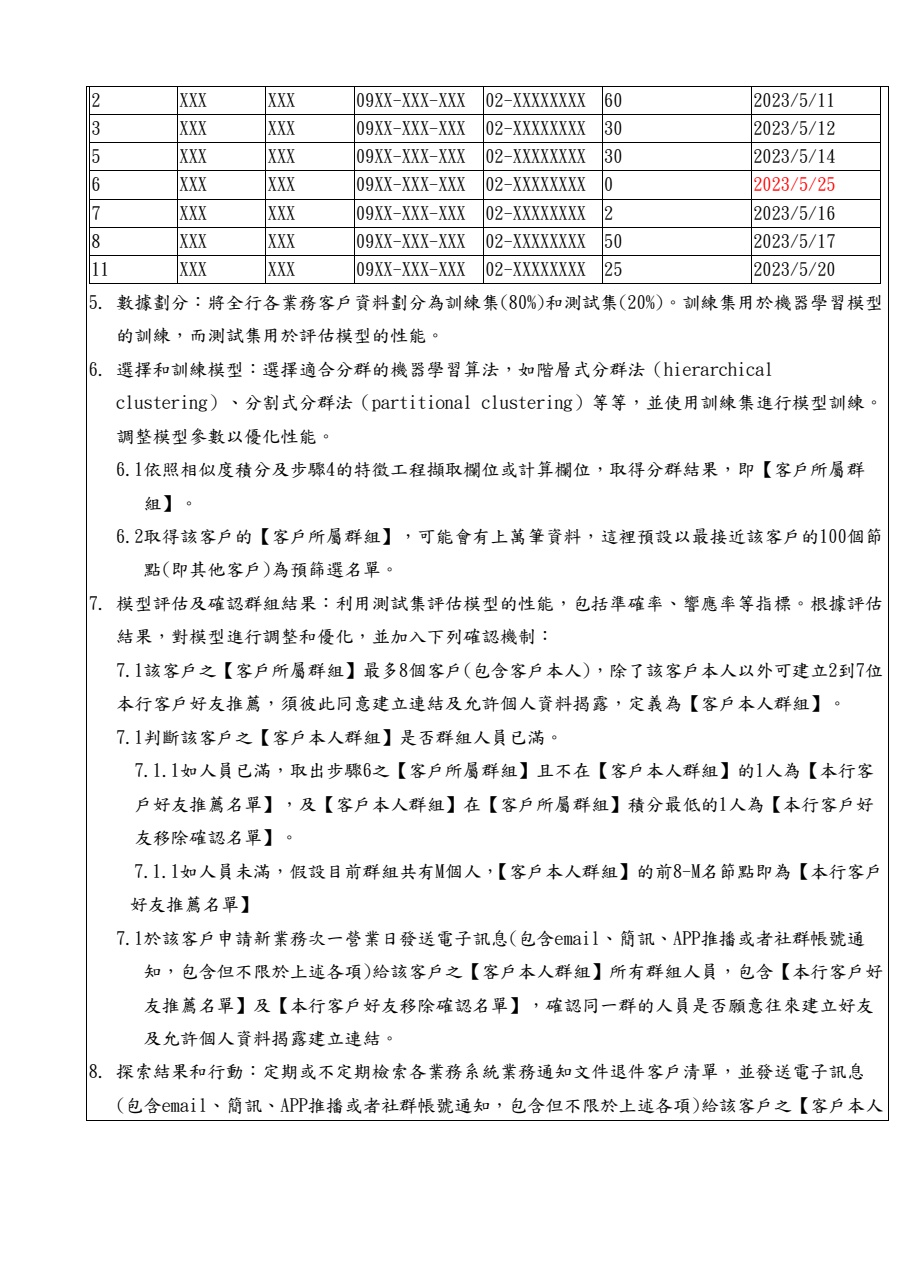 2 XXX XXX 09XX-XXX-XXX 02-XXXXXXXX 60 2023/5/11
3 XXX XXX 09XX-XXX-XXX 02-XXXXXXXX 30 2023/5/12
5 XXX XXX 09XX-XXX-XXX 02-XXXXXXXX 30 2023/5/14
6 XXX XXX 09XX-XXX-XXX 02-XXXXXXXX 0 2023/5/25
7 XXX XXX 09XX-XXX-XXX 02-XXXXXXXX 2 2023/5/16
8 XXX XXX 09XX-XXX-XXX 02-XXXXXXXX 50 2023/5/17
11 XXX XXX 09XX-XXX-XXX 02-XXXXXXXX 25 2023/5/20
5. 數據劃分：將全行各業務客戶資料劃分為訓練集(80%)和測試集(20%)。訓練集用於機器學習模型
的訓練，而測試集用於評估模型的性能。
6. 選擇和訓練模型：選擇適合分群的機器學習算法，如階層式分群法（hierarchical
clustering）、分割式分群法（partitional clustering）等等，並使用訓練集進行模型訓練。
調整模型參數以優化性能。
6.1依照相似度積分及步驟4的特徵工程擷取欄位或計算欄位，取得分群結果，即【客戶所屬群
組】。
6.2取得該客戶的【客戶所屬群組】，可能會有上萬筆資料，這裡預設以最接近該客戶的100個節
點(即其他客戶)為預篩選名單。
7. 模型評估及確認群組結果：利用測試集評估模型的性能，包括準確率、響應率等指標。根據評估
結果，對模型進行調整和優化，並加入下列確認機制：
7.1該客戶之【客戶所屬群組】最多8個客戶(包含客戶本人)，除了該客戶本人以外可建立2到7位
本行客戶好友推薦，須彼此同意建立連結及允許個人資料揭露，定義為【客戶本人群組】。
7.1判斷該客戶之【客戶本人群組】是否群組人員已滿。
7.1.1如人員已滿，取出步驟6之【客戶所屬群組】且不在【客戶本人群組】的1人為【本行客
戶好友推薦名單】，及【客戶本人群組】在【客戶所屬群組】積分最低的1人為【本行客戶好
友移除確認名單】。
7.1.1如人員未滿，假設目前群組共有M個人，【客戶本人群組】的前8-M名節點即為【本行客戶
好友推薦名單】
7.1於該客戶申請新業務次一營業日發送電子訊息(包含email、簡訊、APP推播或者社群帳號通
知，包含但不限於上述各項)給該客戶之【客戶本人群組】所有群組人員，包含【本行客戶好
友推薦名單】及【本行客戶好友移除確認名單】，確認同一群的人員是否願意往來建立好友
及允許個人資料揭露建立連結。
8. 探索結果和行動：定期或不定期檢索各業務系統業務通知文件退件客戶清單，並發送電子訊息
(包含email、簡訊、APP推播或者社群帳號通知，包含但不限於上述各項)給該客戶之【客戶本人